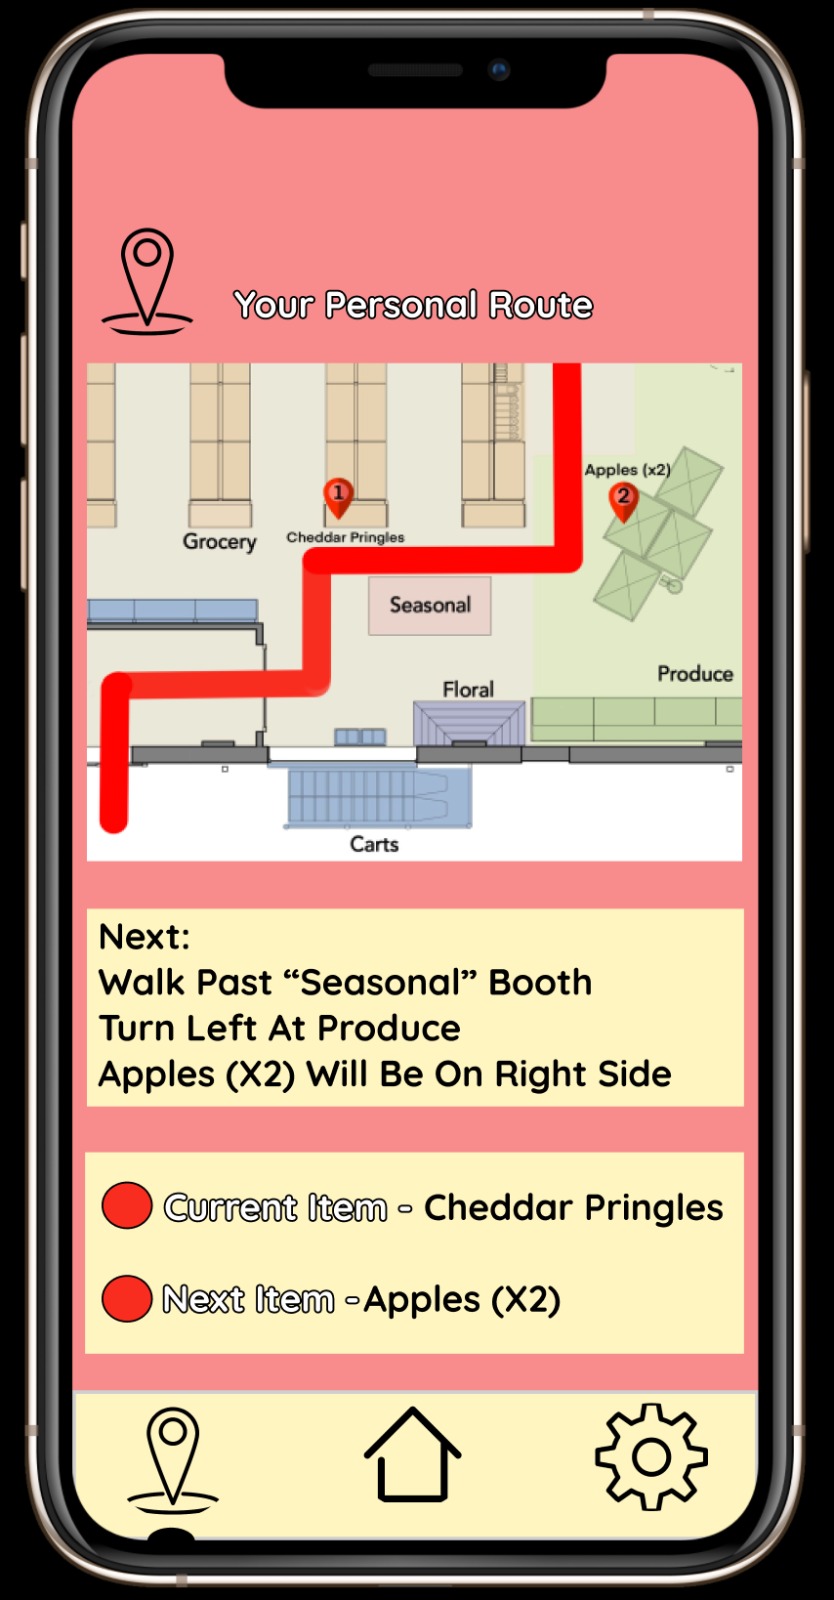 Your Personal Route
Apples (x2)
2
1
Cheddar Pringles
Grocery
Seasonal
Produce
Floral
Carts
Next:
Walk Past “Seasonal” Booth
Turn Left At Produce
Apples (X2) Will Be On Right Side
Current Item - Cheddar Pringles
Next Item -Apples (X2)